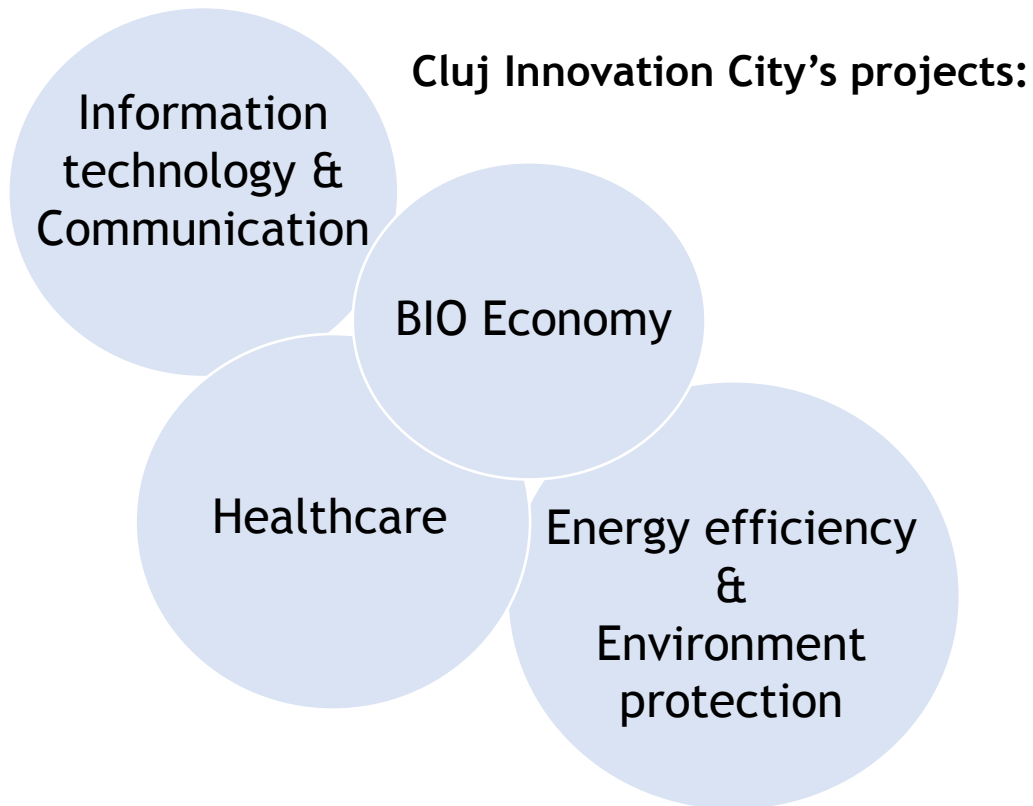 Cluj Innovation City’s projects:
Information
technology &
Communication
BIO Economy
Healthcare
Energy efficiency
&
Environment
protection